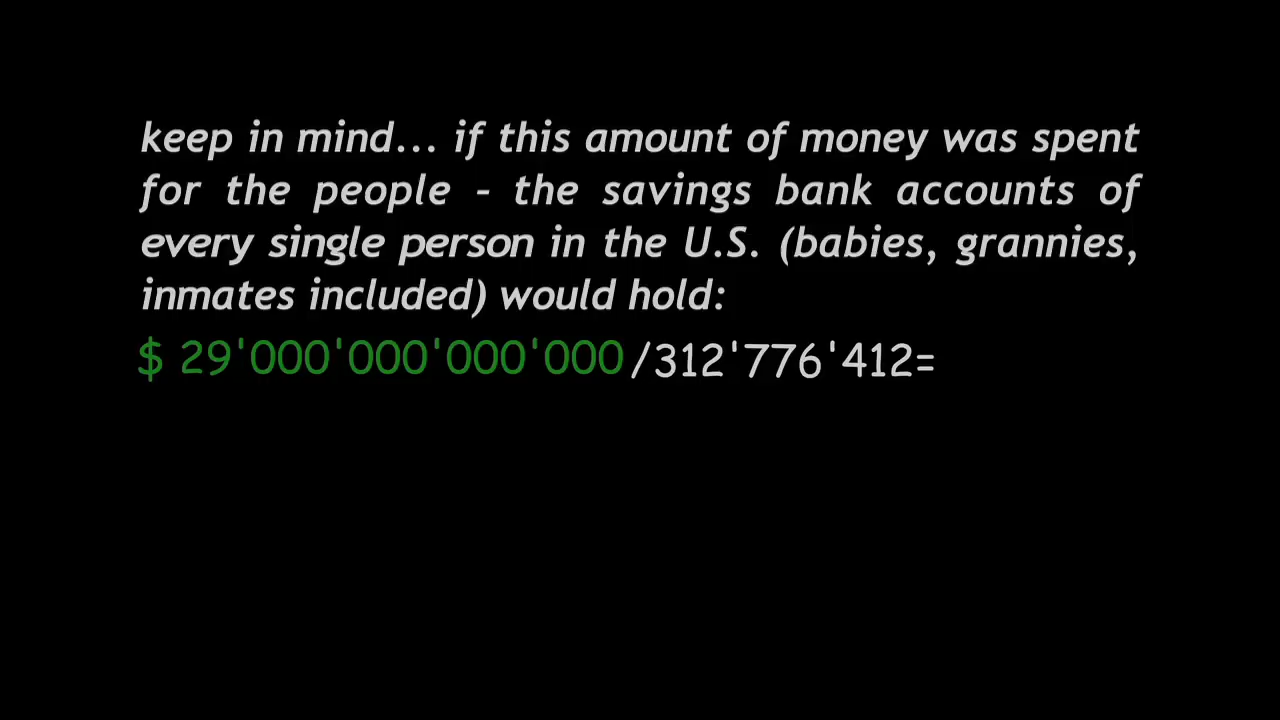 keep in mind... if this amount of money was spent
for the people - the savings bank accounts of
every single person in the U.S. (babies, grannies,
inmates included) would hold:
$ 29'000'000'000'000 /312'776'412=